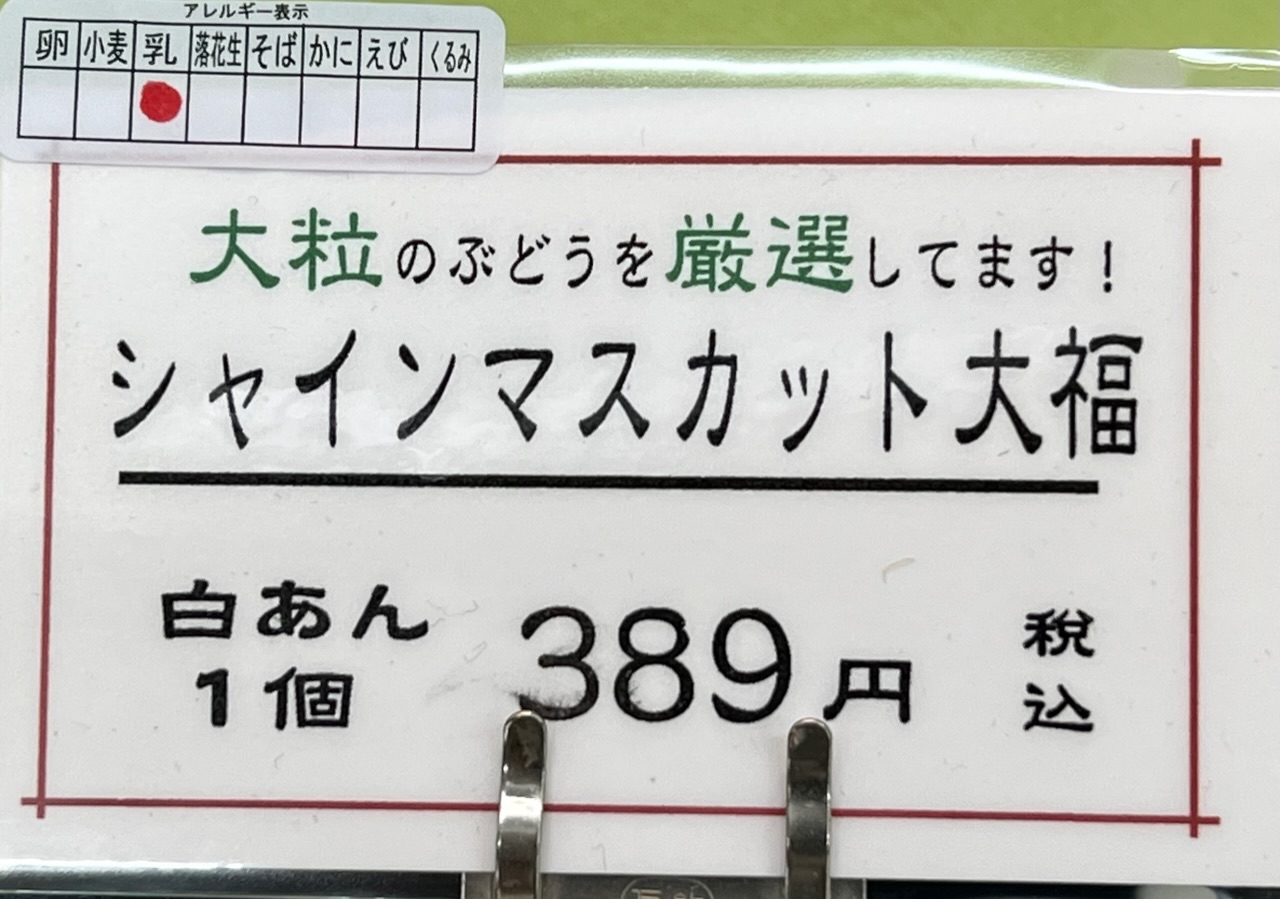 アレルギー表示
卵 小麦 乳 落花生 そば かに えび くるみ
大粒のぶどうを厳選してます！
シャインマスカット大福
白あん
1個 389円 税込